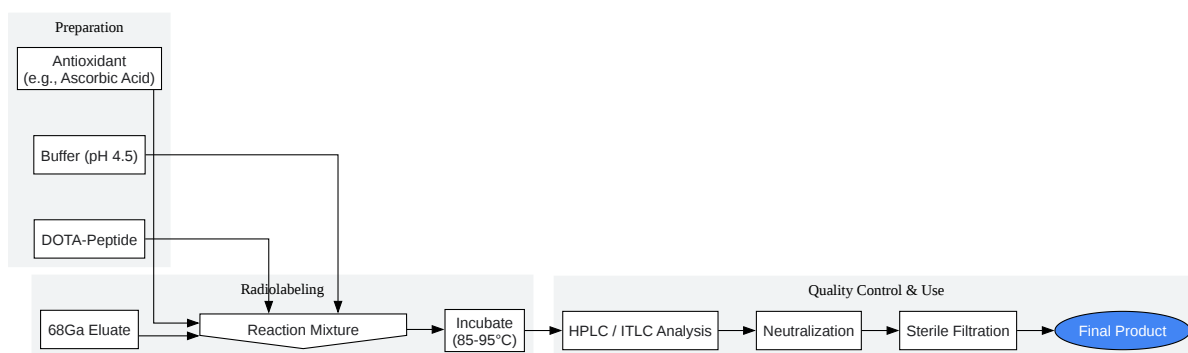 Preparation
Antioxidant
(e.g., Ascorbic Acid)
Buffer (pH 4.5)
DOTA-Peptide
Radiolabeling
68Ga Eluate
Reaction Mixture
Incubate
(85-95°C)
Quality Control & Use
HPLC / ITLC Analysis
Neutralization
Sterile Filtration
Final Product